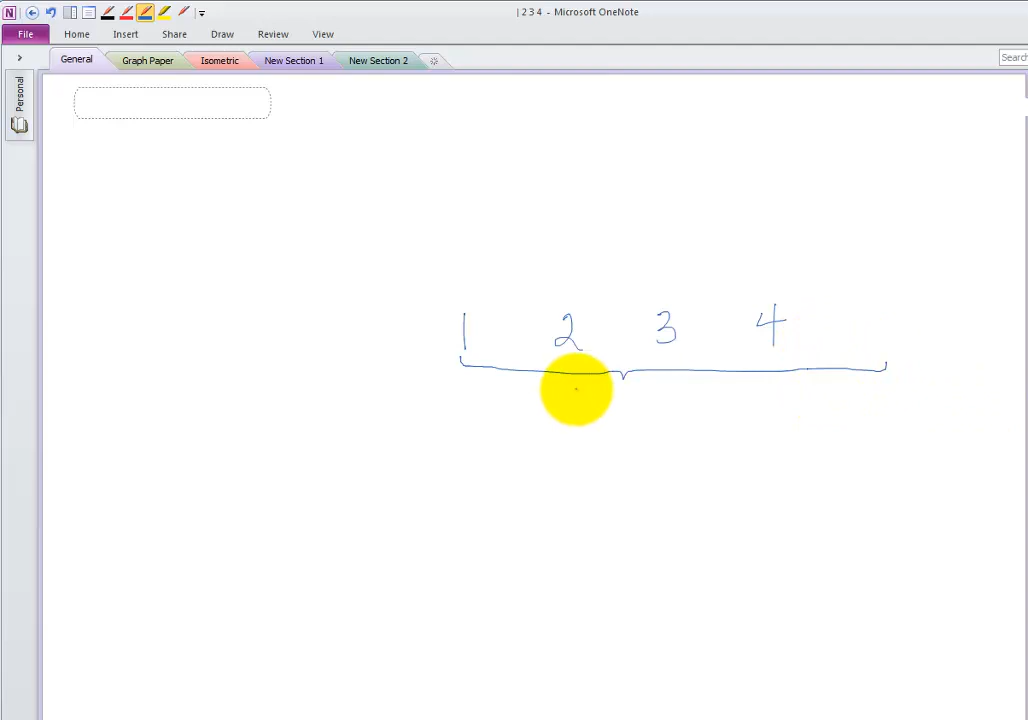 | 2 3 4 - Microsoft OneNote
File Home Insert Share Draw Review View
General Graph Paper Isometric New Section 1 New Section 2
Search
Personal
1 2 3 4